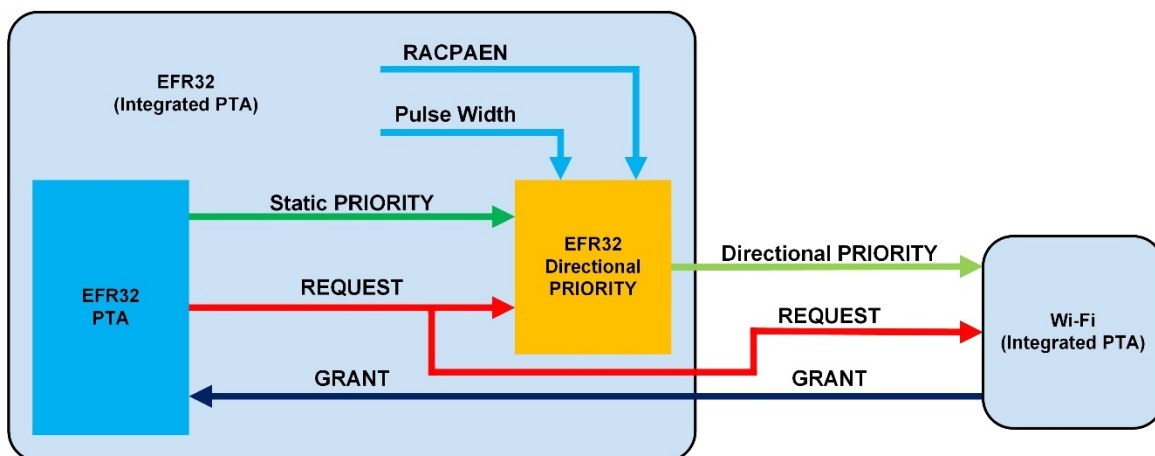 RACPAEN
EFR32
(Integrated PTA)
Pulse Width
Static PRIORITY
EFR32
Directional
PRIORITY
Directional PRIORITY
EFR32
PTA
REQUEST
REQUEST
Wi-Fi
(Integrated PTA)
GRANT
GRANT